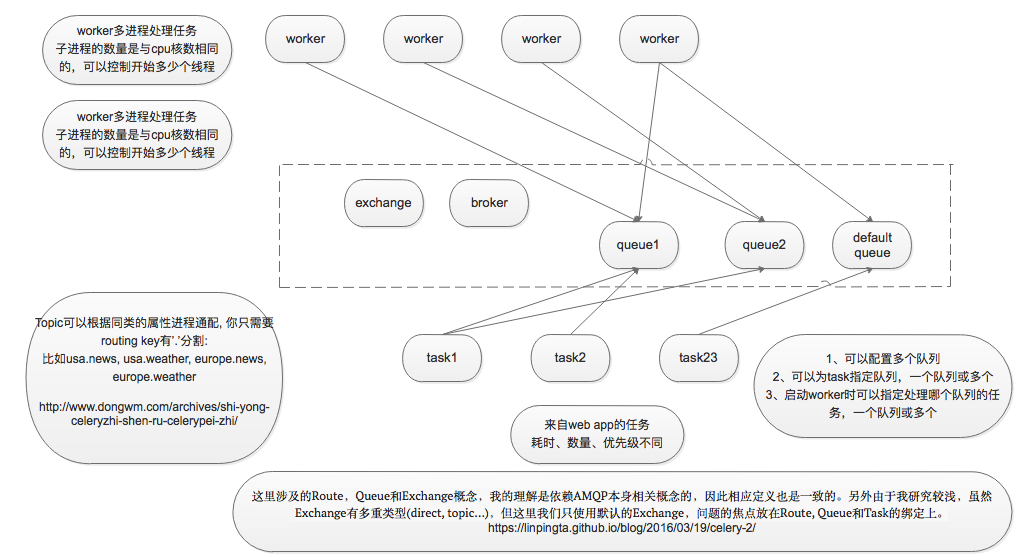 worker多进程处理任务
子进程的数量是与cpu核数相同
的，可以控制开始多少个线程
worker
worker
worker
worker
worker多进程处理任务
子进程的数量是与cpu核数相同
的，可以控制开始多少个线程
exchange
broker
queue1
queue2
default
queue
Topic可以根据同类的属性进程通配, 你只需要
routing key有'.'分割:
比如usa.news, usa.weather, europe.news,
europe.weather
http://www.dongwm.com/archives/shi-yong-
celeryzhi-shen-ru-celerypei-zhi/
task1
task2
task23
1、可以配置多个队列
2、可以为task指定队列，一个队列或多个
3、启动worker时可以指定处理哪个队列的任
务，一个队列或多个
来自web app的任务
耗时、数量、优先级不同
这里涉及的Route，Queue和Exchange概念，我的理解是依赖AMQP本身相关概念的，因此相应定义也是一致的。另外由于我研究较浅，虽然
Exchange有多重类型(direct, topic...)，但这里我们只使用默认的Exchange，问题的焦点放在Route, Queue和Task的绑定上。
https://linpingta.github.io/blog/2016/03/19/celery-2/